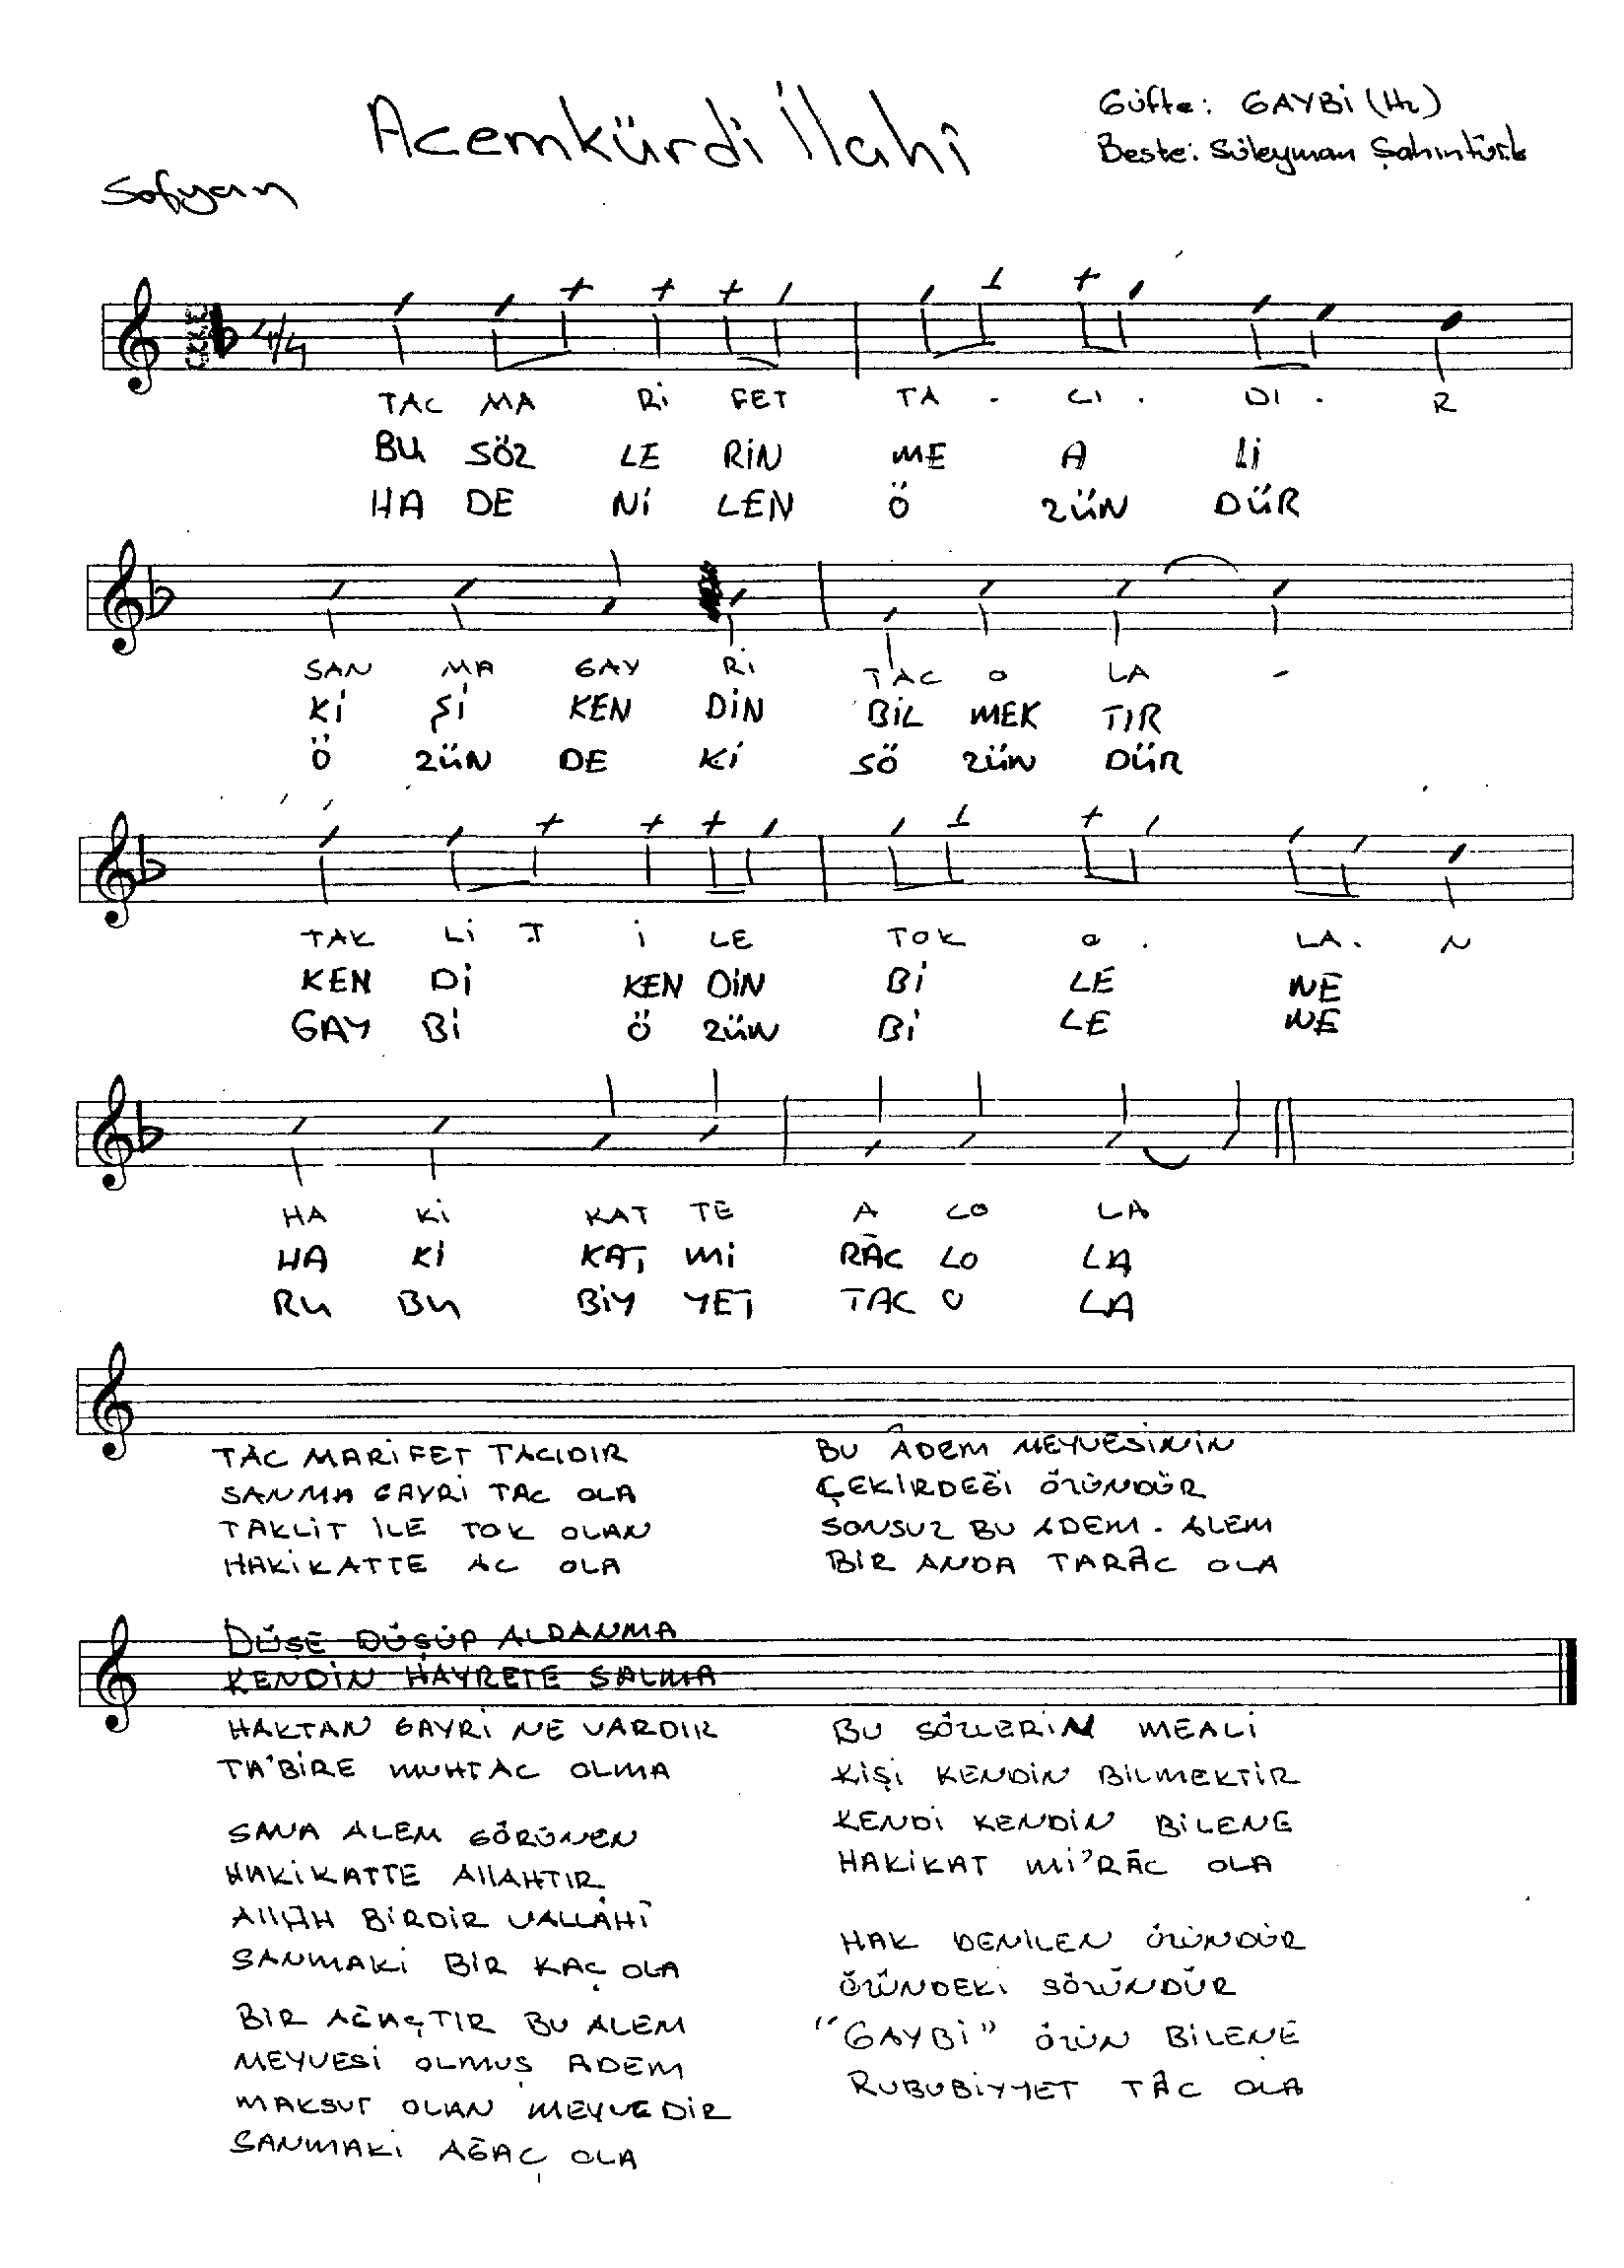 Acemkürdi İlahî
Güfte: GAYBİ (Hz)
Beste: Süleyman Şahintürk
Sofyan
4/4
TAC MA Rİ FET TA . CI . DI . R
BU SÖZ LE RİN ME A Lİ
HA DE Nİ LEN Ö ZÜN DÜR
SAN MA GAY Rİ TAC O LA -
Kİ Şİ KEN DİN BİL MEK TIR
Ö ZÜN DE Kİ SÖ ZÜN DÜR
TAK Lİ T İ LE TOK O . LA . N
KEN Dİ KEN DİN Bİ LE NE
GAY Bİ Ö ZÜN Bİ LE NE
HA Kİ KAT TE A CO LA
HA Kİ KAT Mİ RÂC LO LA
RU BU BİY YET TAC O LA
TAC MARİFET TACIDIR
SANMA GAYRİ TAC OLA
TAKLİT İLE TOK OLAN
HAKİKATTE AC OLA
BU ÂDEM MEYVESİNİN
ÇEKİRDEĞİ ÖZÜNDÜR
SONSUZ BU ADEM . ALEM
BİR ANDA TARÂC OLA
DÜŞE DÜŞÜP ALDANMA
KENDİN HAYRETE SALMA
HAKTAN GAYRİ NE VARDIR
TA'BİRE MUHTAC OLMA
SANA ALEM GÖRÜNEN
HAKİKATTE AllAHTIR
AllÂH BİRDİR VALLÂHÎ
SANMAKİ BİR KAÇ OLA
BİR AĞAÇTIR BU ALEM
MEYVESİ OLMUŞ ADEM
MAKSUT OLAN MEYVEDİR
SANMAKİ AĞAÇ OLA
BU SÖZLERİN MEALİ
KİŞİ KENDİN BİLMEKTİR
KENDİ KENDİN BİLENE
HAKİKAT Mİ'RÂC OLA
HAK DENİLEN ÖZÜNDÜR
ÖZÜNDEKİ SÖZÜNDÜR
"GAYBİ" ÖZÜN BİLENE
RUBUBİYYET TÂC OLA